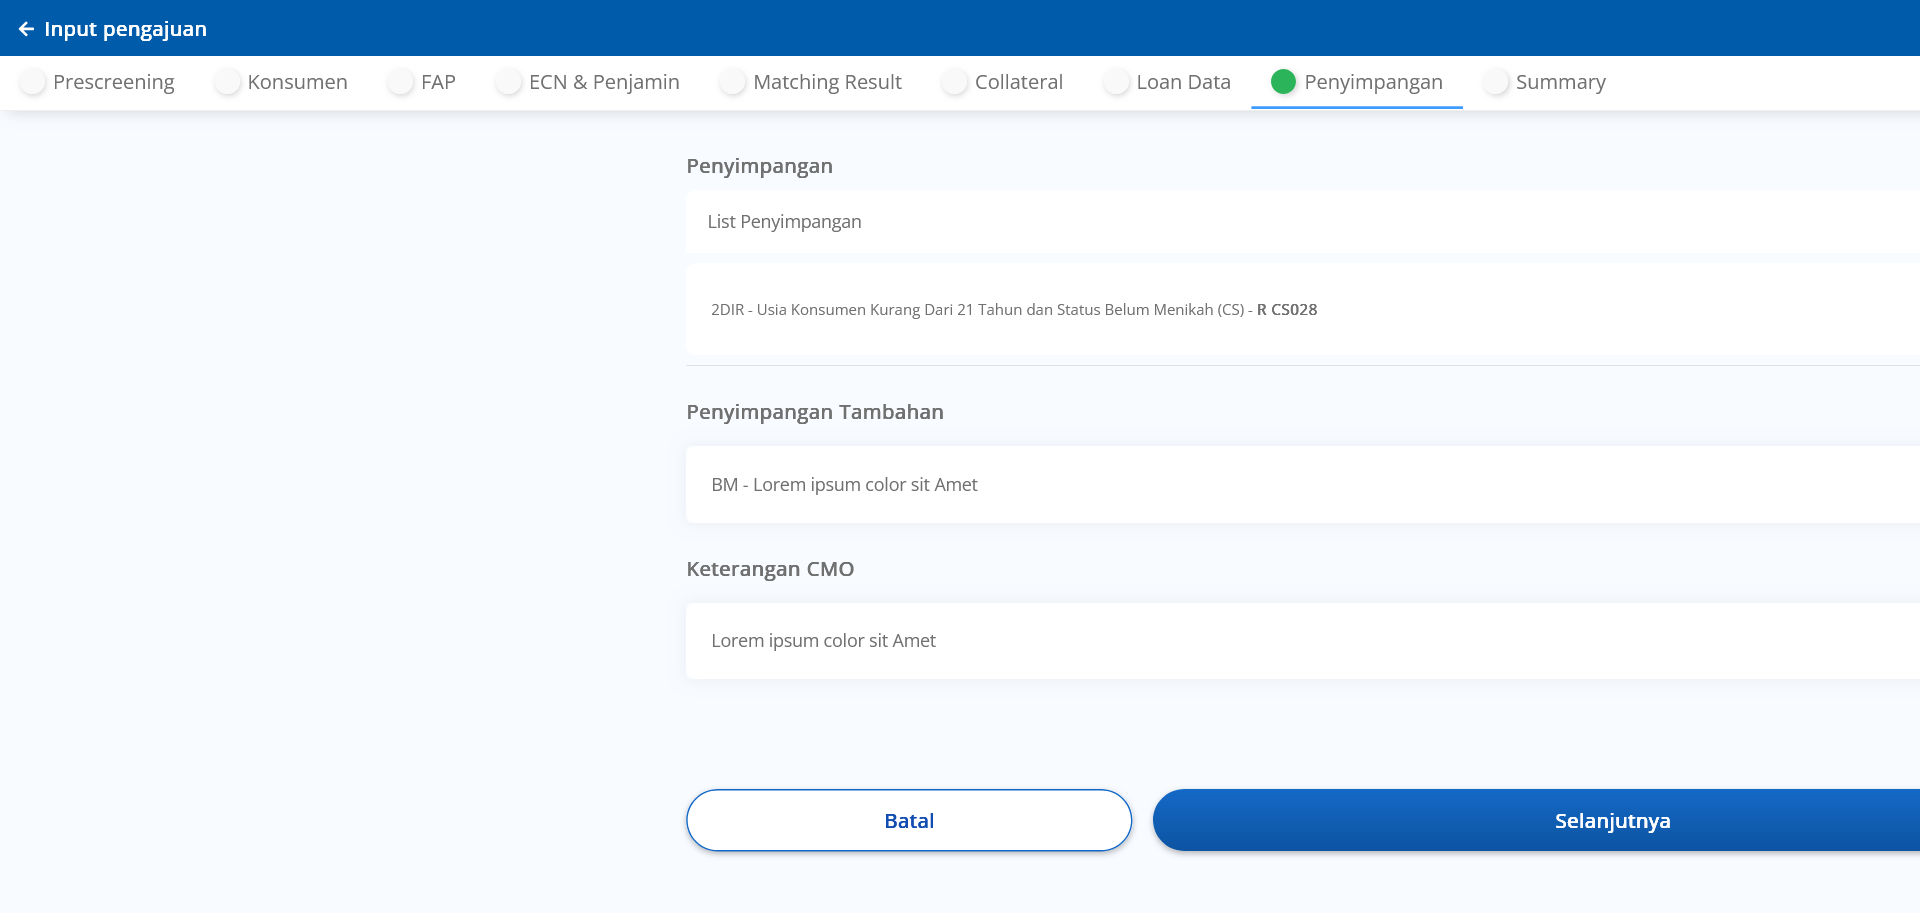 Input pengajuan
Prescreening Konsumen FAP ECN & Penjamin Matching Result Collateral Loan Data Penyimpangan Summary
Penyimpangan
List Penyimpangan
2DIR - Usia Konsumen Kurang Dari 21 Tahun dan Status Belum Menikah (CS) - R CS028
Penyimpangan Tambahan
BM - Lorem ipsum color sit Amet
Keterangan CMO
Lorem ipsum color sit Amet
Batal Selanjutnya